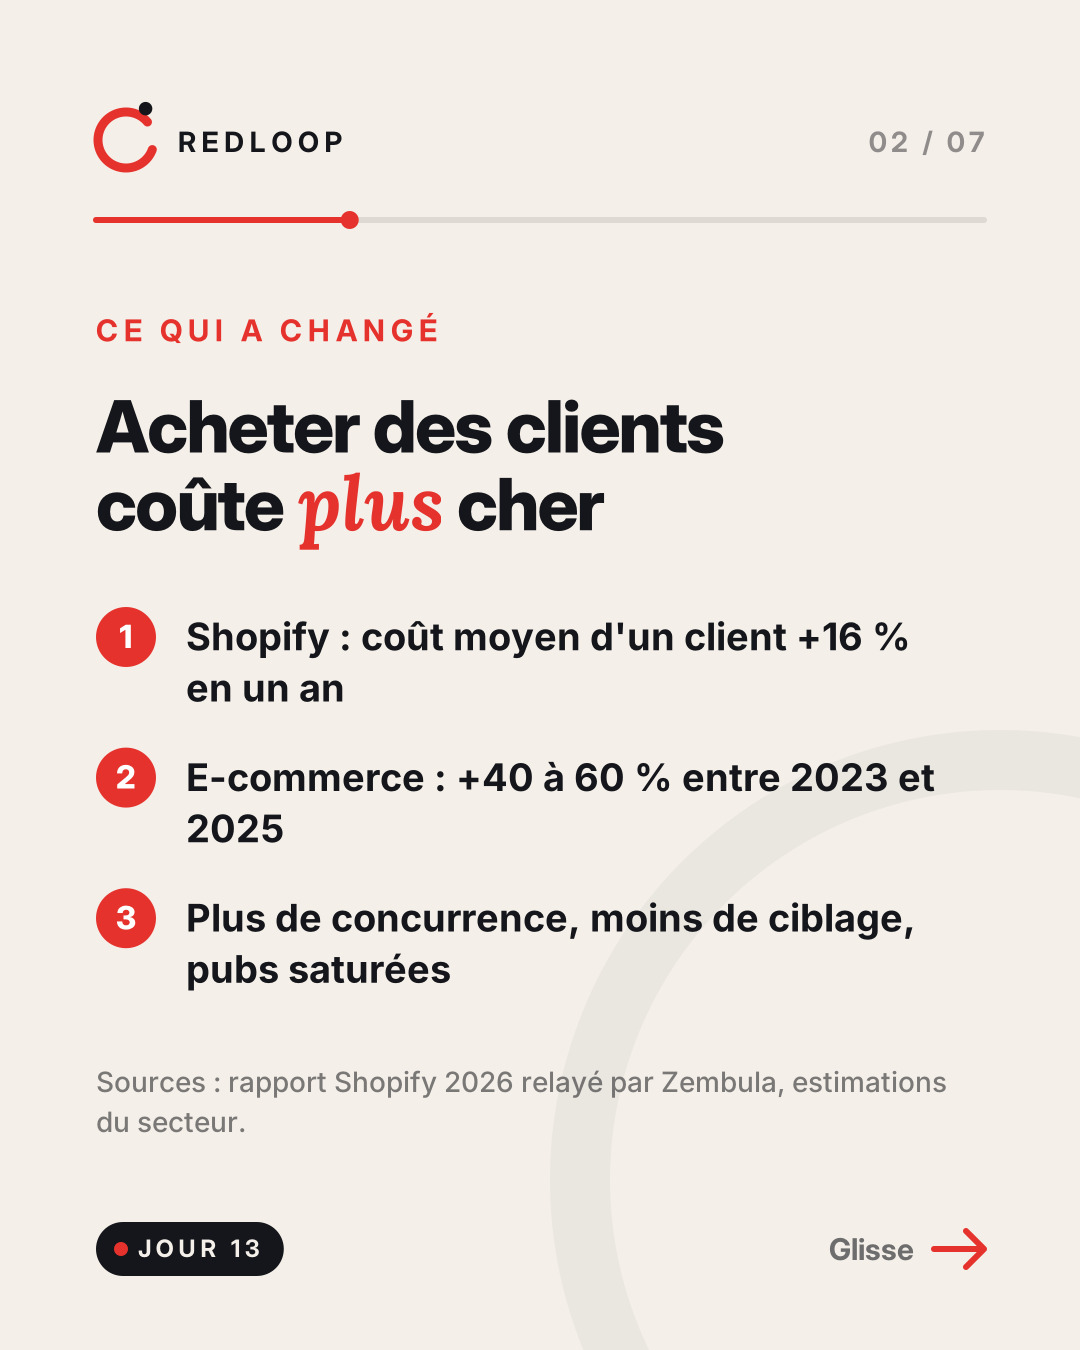 REDLOOP
02 / 07
CE QUI A CHANGÉ
Acheter des clients
coûte plus cher
1 Shopify : coût moyen d'un client +16 %
en un an
2 E-commerce : +40 à 60 % entre 2023 et
2025
3 Plus de concurrence, moins de ciblage,
pubs saturées
Sources : rapport Shopify 2026 relayé par Zembula, estimations
du secteur.
JOUR 13
Glisse